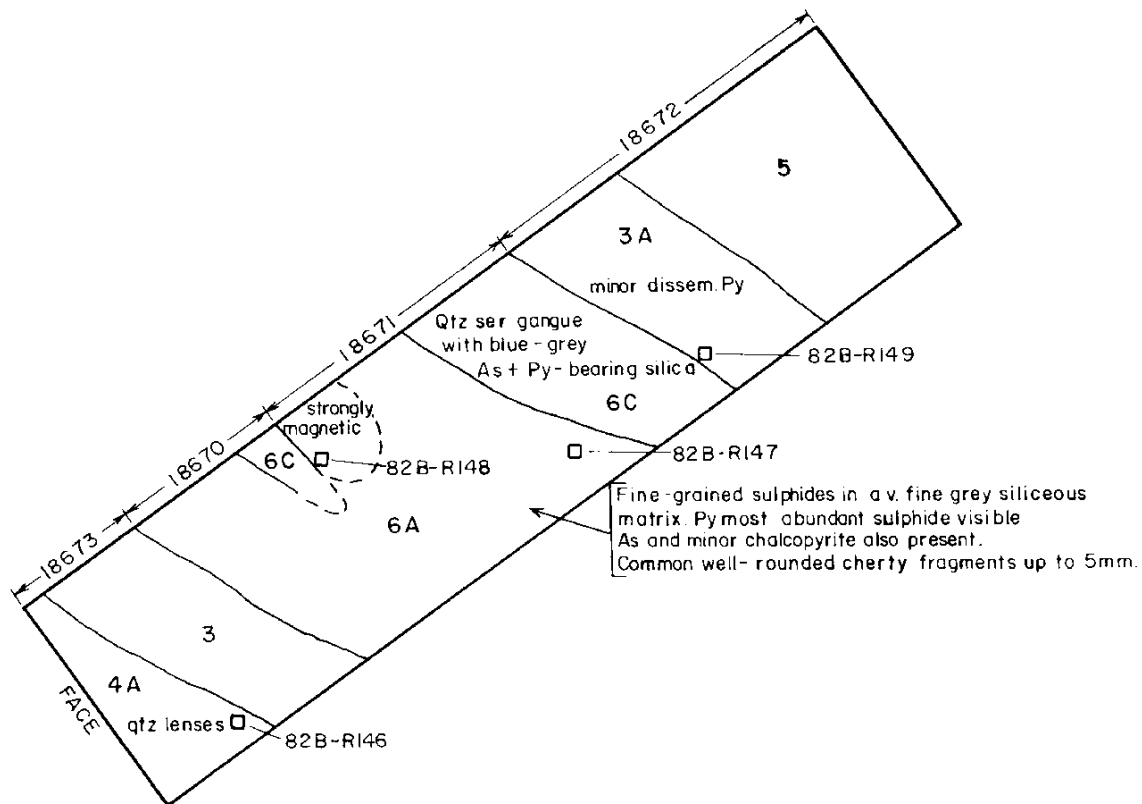 18672
5
3A
minor dissem. Py
18671
Qtz ser gangue
with blue-grey
As + Py-bearing silica
82B-R149
6C
strongly
magnetic
18670
6C
82B-R148
82B-R147
6A
Fine-grained sulphides in a v. fine grey siliceous
matrix. Py most abundant sulphide visible
As and minor chalcopyrite also present.
Common well-rounded cherty fragments up to 5mm.
18673
3
4A
FACE
qtz lenses
82B-R146